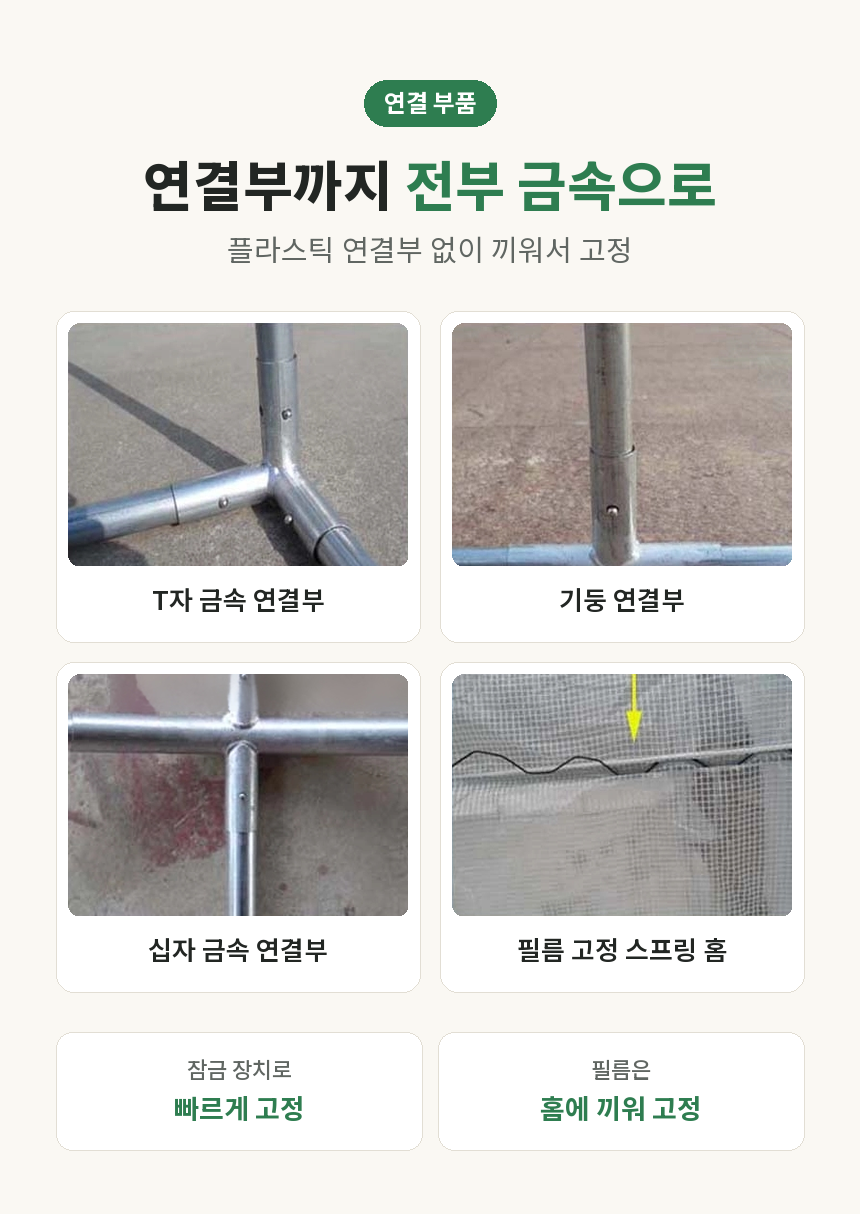 연결 부품
연결부까지 전부 금속으로
플라스틱 연결부 없이 끼워서 고정
T자 금속 연결부
기둥 연결부
십자 금속 연결부
필름 고정 스프링 홈
잠금 장치로
빠르게 고정
필름은
홈에 끼워 고정